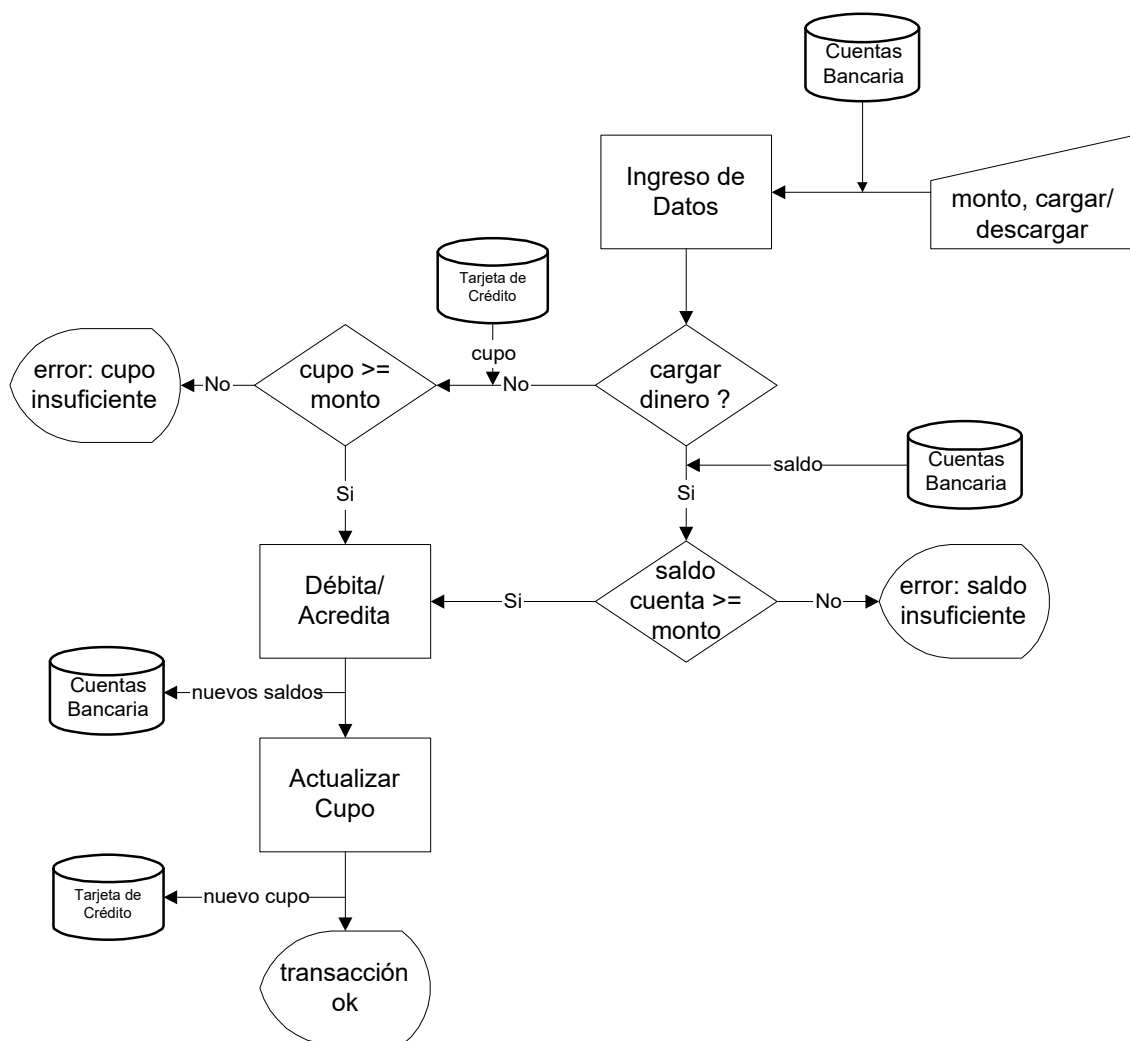 Cuentas
Bancaria
Ingreso de
Datos
monto, cargar/
descargar
Tarjeta de
Crédito
cupo
error: cupo
insuficiente
No
cupo >=
monto
No
cargar
dinero ?
saldo
Cuentas
Bancaria
Si
Si
Débita/
Acredita
Si
saldo
cuenta >=
monto
No
error: saldo
insuficiente
Cuentas
Bancaria
nuevos saldos
Actualizar
Cupo
Tarjeta de
Crédito
nuevo cupo
transacción
ok